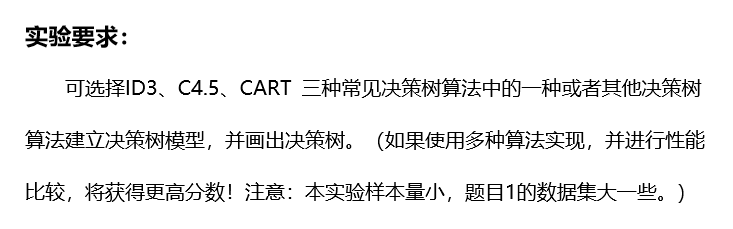 实验要求：
可选择ID3、C4.5、CART 三种常见决策树算法中的一种或者其他决策树
算法建立决策树模型，并画出决策树。（如果使用多种算法实现，并进行性能
比较，将获得更高分数！注意：本实验样本量小，题目1的数据集大一些。）